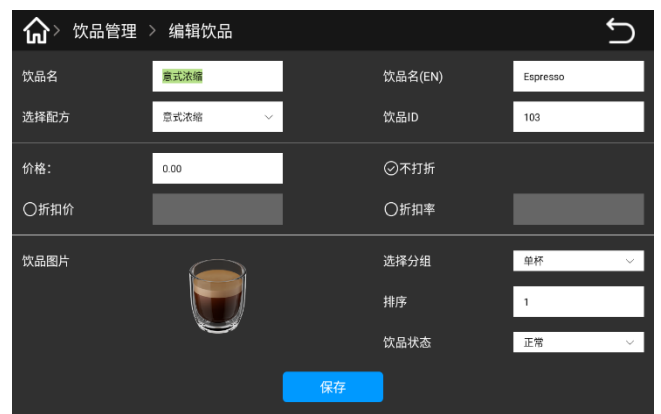 饮品管理 > 编辑饮品
饮品名 意式浓缩 饮品名(EN) Espresso
选择配方 意式浓缩 饮品ID 103
价格: 0.00 不打折
折扣价 折扣率
饮品图片 选择分组 单杯
排序 1
饮品状态 正常
保存